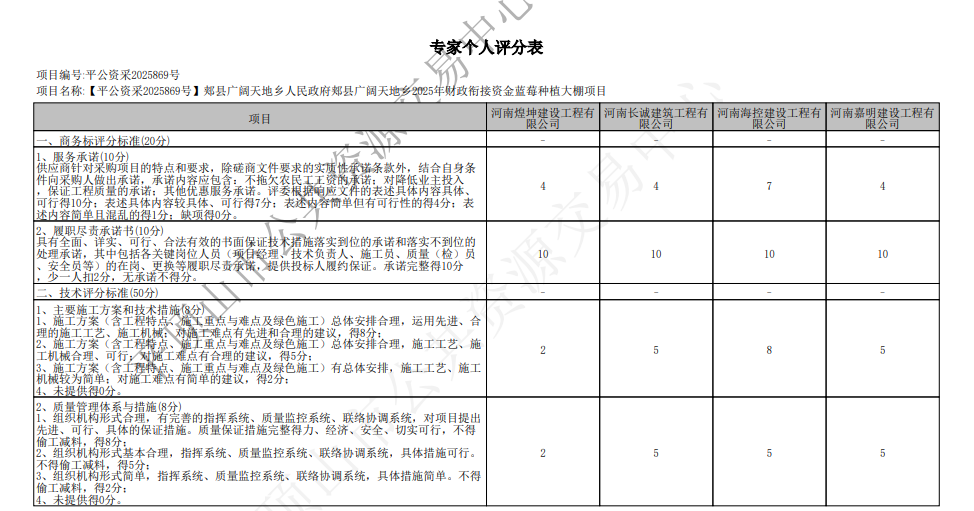 专家个人评分表
项目编号:平公资采2025869号
项目名称:【平公资采2025869号】郏县广阔天地乡人民政府郏县广阔天地乡2025年财政衔接资金蓝莓种植大棚项目
项目
河南煌坤建设工程有
限公司
河南长诚建筑工程有
限公司
河南海控建设工程有
限公司
河南嘉明建设工程有
限公司
一、商务标评分标准(20分)
-
-
-
-
1、服务承诺(10分)
供应商针对采购项目的特点和要求，除磋商文件要求的实质性承诺条款外，结合自身条
件向采购人做出承诺，承诺内容应包含：不拖欠农民工工资的承诺；对降低业主投入
，保证工程质量的承诺；其他优惠服务承诺。评委根据响应文件的表述具体内容具体、
可行得10分；表述具体内容较具体、可行得7分；表述内容简单但有可行性的得4分；表
述内容简单且混乱的得1分；缺项得0分。
4
4
7
4
2、履职尽责承诺书(10分)
具有全面、详实、可行、合法有效的书面保证技术措施落实到位的承诺和落实不到位的
处理承诺，其中包括各关键岗位人员（项目经理、技术负责人、施工员、质量（检）员
、安全员等）的在岗、更换等履职尽责承诺，提供投标人履约保证。承诺完整得10分
，少一人扣2分，无承诺不得分。
10
10
10
10
二、技术评分标准(50分)
-
-
-
-
1、主要施工方案和技术措施(8分)
1、施工方案（含工程特点、施工重点与难点及绿色施工）总体安排合理，运用先进、合
理的施工工艺、施工机械；对施工难点有先进和合理的建议，得8分；
2、施工方案（含工程特点、施工重点与难点及绿色施工）总体安排合理，施工工艺、施
工机械合理、可行；对施工难点有合理的建议，得5分；
3、施工方案（含工程特点、施工重点与难点及绿色施工）有总体安排，施工工艺、施工
机械较为简单；对施工难点有简单的建议，得2分；
4、未提供得0分。
2
5
8
5
2、质量管理体系与措施(8分)
1、组织机构形式合理，有完善的指挥系统、质量监控系统、联络协调系统，对项目提出
先进、可行、具体的保证措施。质量保证措施完整得力、经济、安全、切实可行，不得
偷工减料，得8分；
2、组织机构形式基本合理，指挥系统、质量监控系统、联络协调系统，具体措施可行。
不得偷工减料，得5分；
3、组织机构形式简单，指挥系统、质量监控系统、联络协调系统，具体措施简单。不得
偷工减料，得2分；
4、未提供得0分。
2
5
5
5
平顶山市公共资源交易中心
顶山市公共资源交易中心